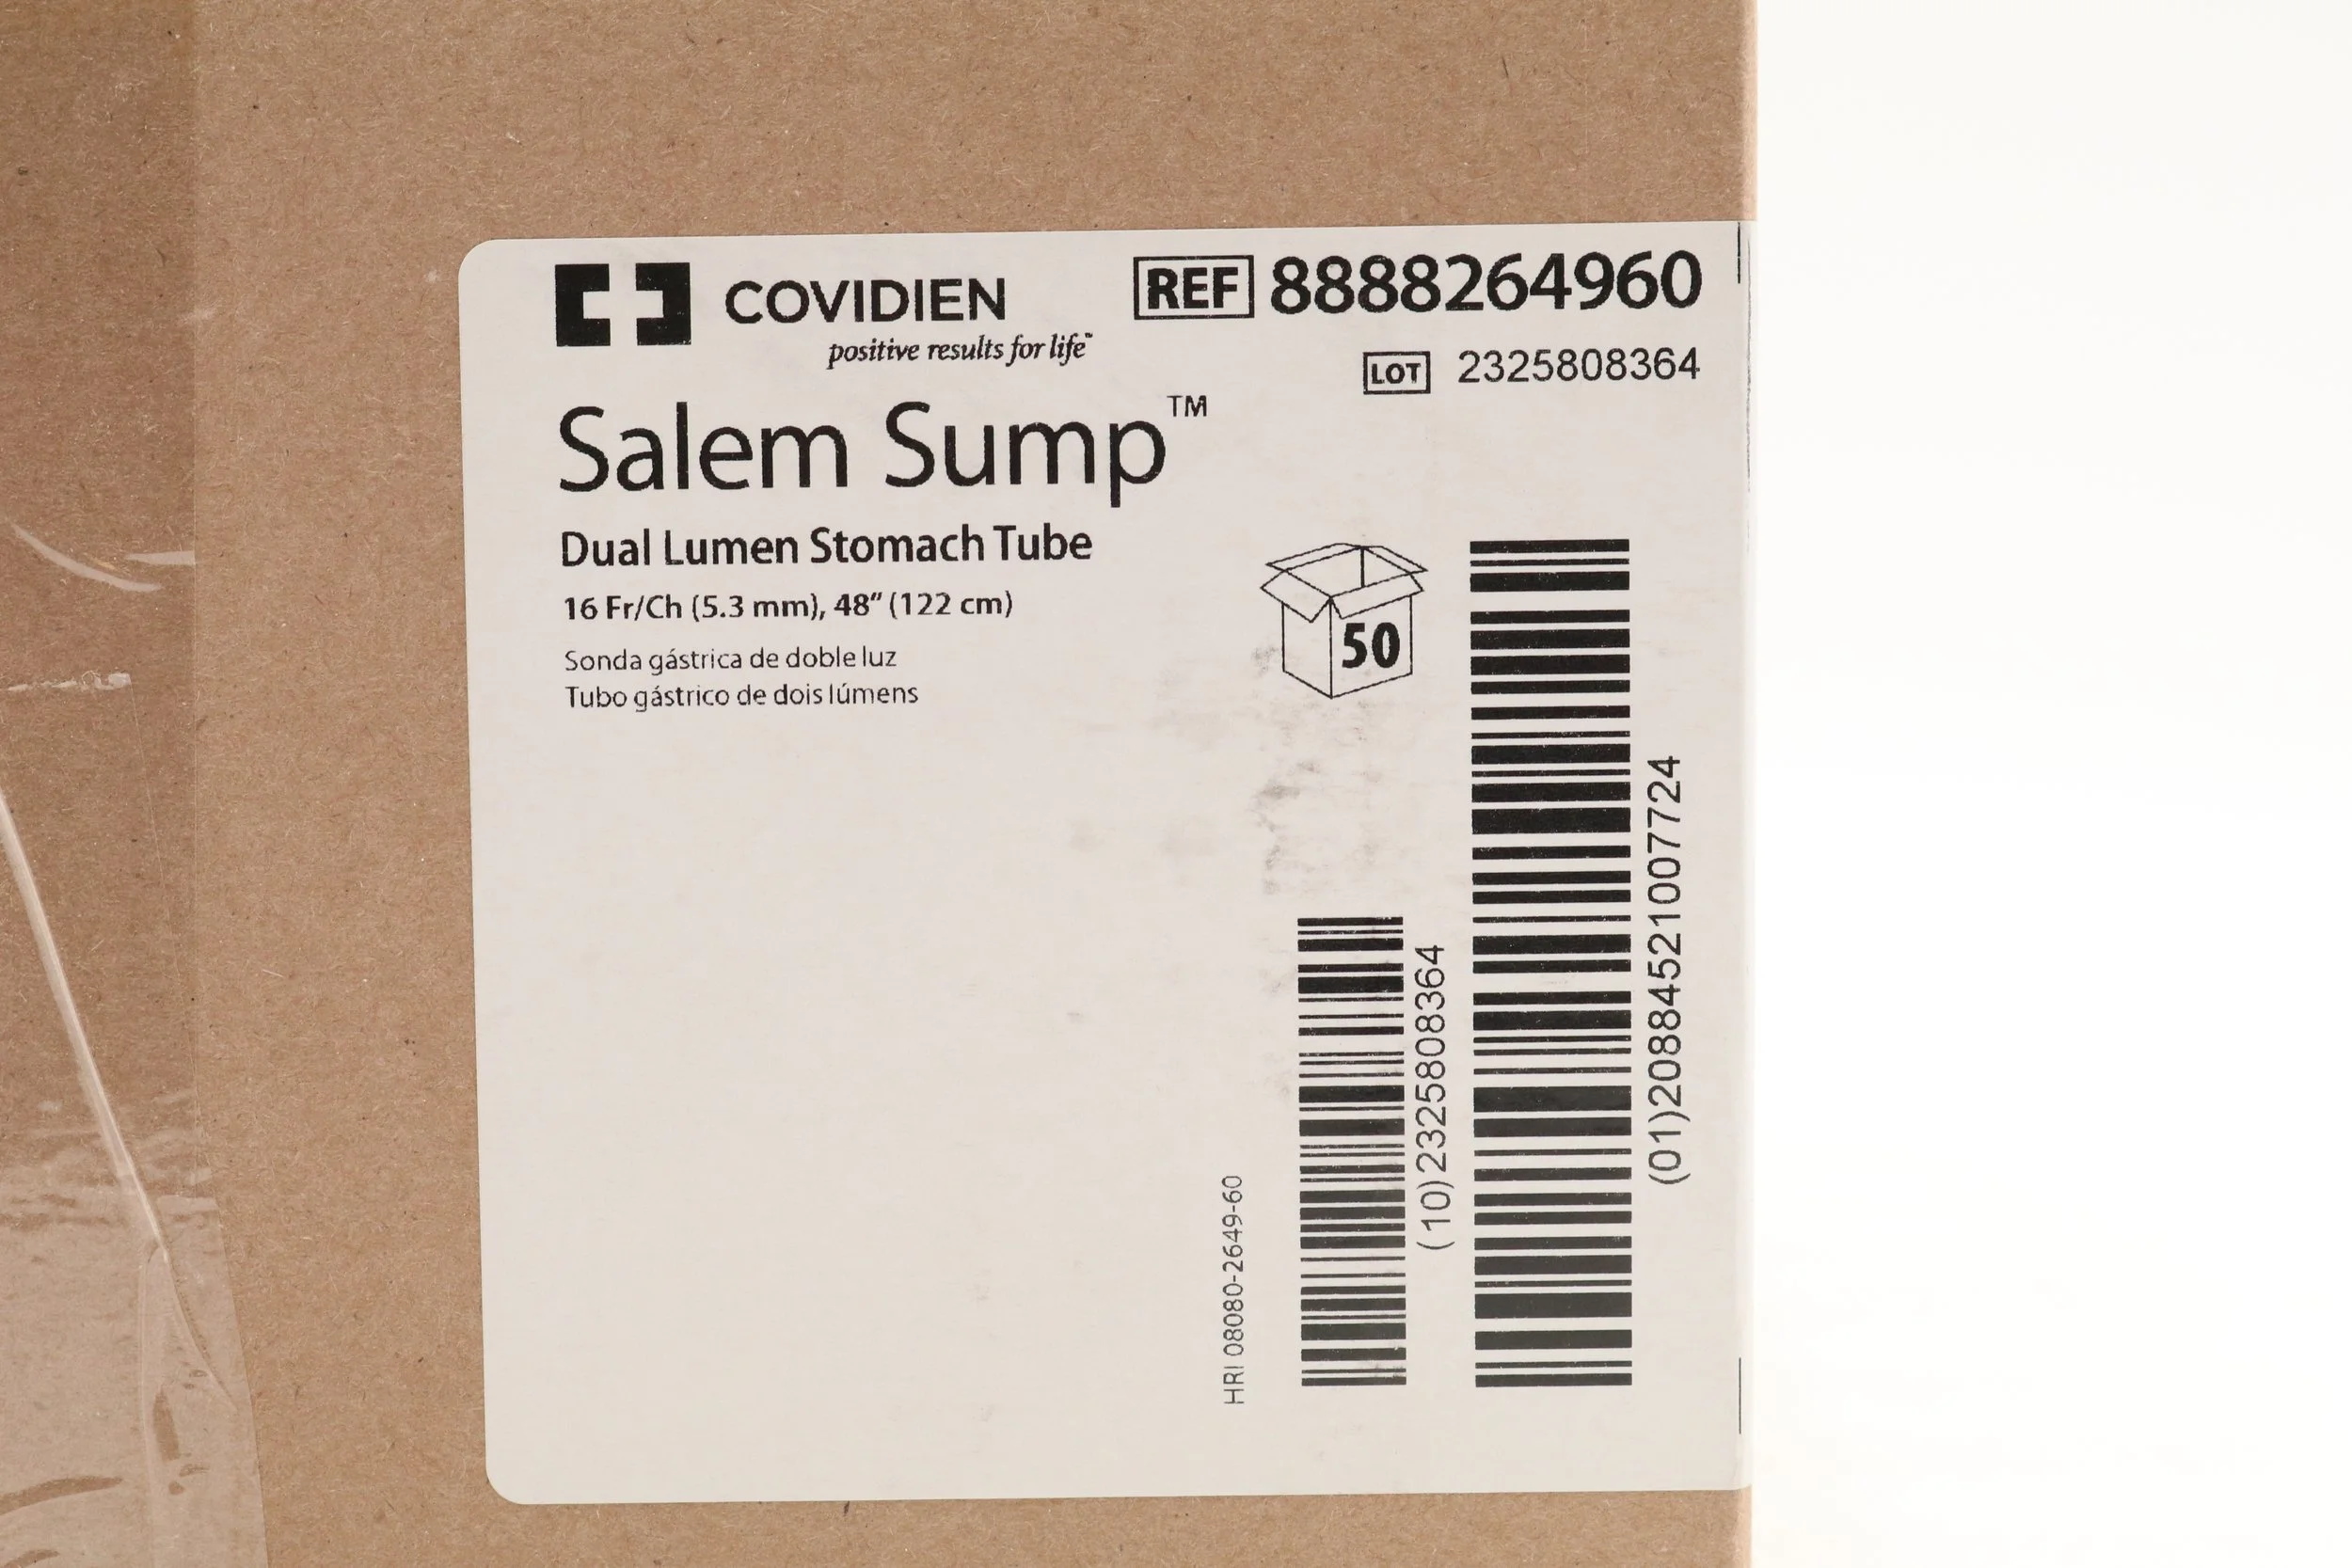 COVIDIEN
positive results for life™
REF 8888264960
LOT 2325808364
Salem Sump™
Dual Lumen Stomach Tube
16 Fr/Ch (5.3 mm), 48” (122 cm)
Sonda gástrica de doble luz
Tubo gástrico de dois lúmens
50
HRI 08080-2649-60
(10)2325808364
(01)20884521007724